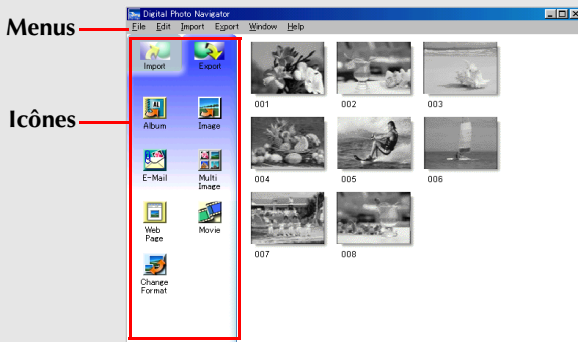 Digital Photo Navigator
Menus
File Edit Import Export Window Help
Import Export
Icônes
Album Image
E-Mail Multi Image
Web Page Movie
Change Format
001 002 003
004 005 006
007 008